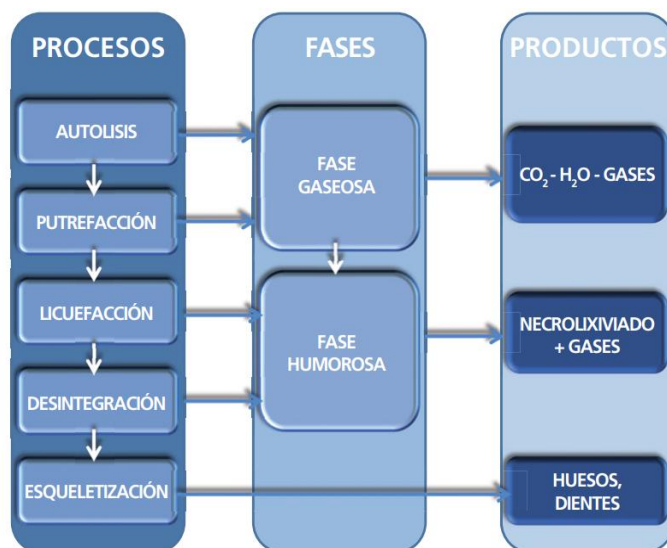 PROCESOS
AUTOLISIS
PUTREFACCIÓN
LICUEFACCIÓN
DESINTEGRACIÓN
ESQUELETIZACIÓN
FASES
FASE
GASEOSA
FASE
HUMOROSA
PRODUCTOS
CO₂ - H₂O - GASES
NECROLIXIVIADO
+ GASES
HUESOS,
DIENTES